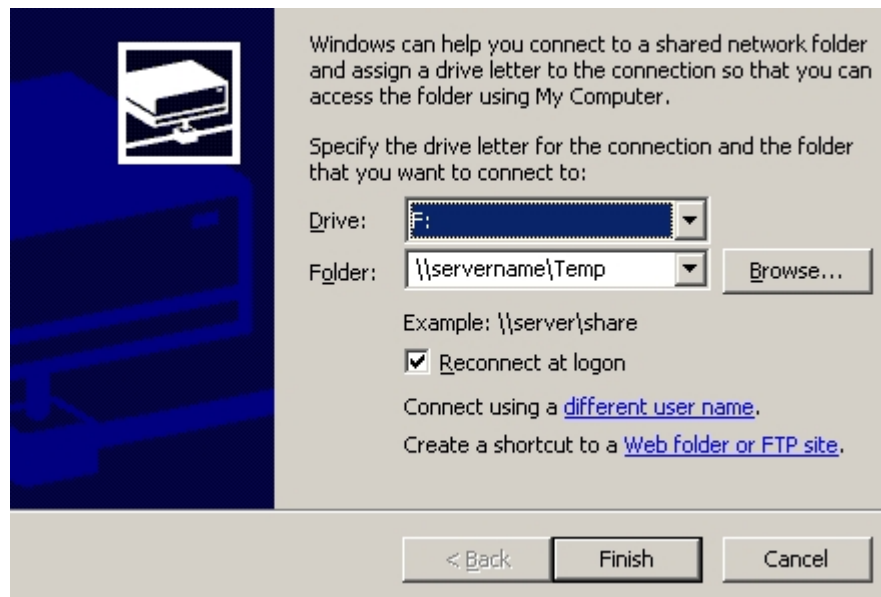 Windows can help you connect to a shared network folder
and assign a drive letter to the connection so that you can
access the folder using My Computer.
Specify the drive letter for the connection and the folder
that you want to connect to:
Drive: F:
Folder: \\servername\Temp Browse...
Example: \\server\share
Reconnect at logon
Connect using a different user name.
Create a shortcut to a Web folder or FTP site.
< Back Finish Cancel